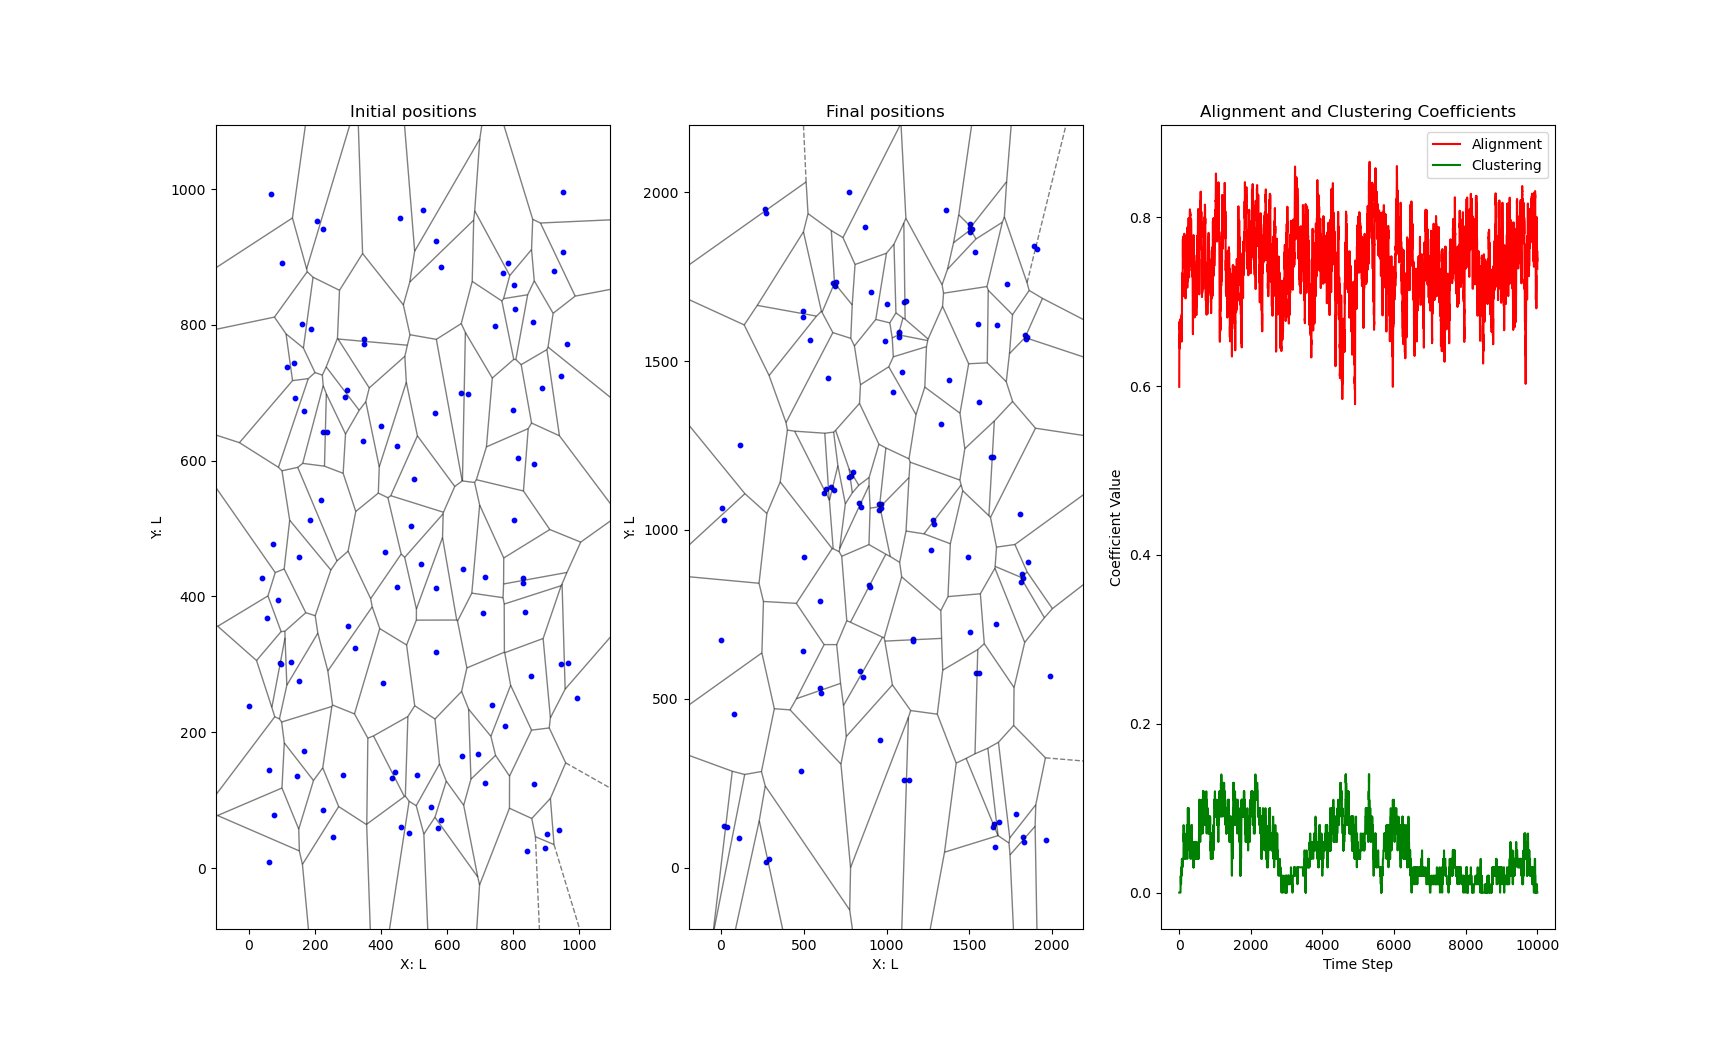 Initial positions
1000
800
600
400
200
0
Y: L
0 200 400 600 800 1000
X: L
Final positions
2000
1500
1000
500
0
Y: L
0 500 1000 1500 2000
X: L
Alignment and Clustering Coefficients
Alignment
Clustering
0.8
0.6
0.4
0.2
0.0
Coefficient Value
0 2000 4000 6000 8000 10000
Time Step